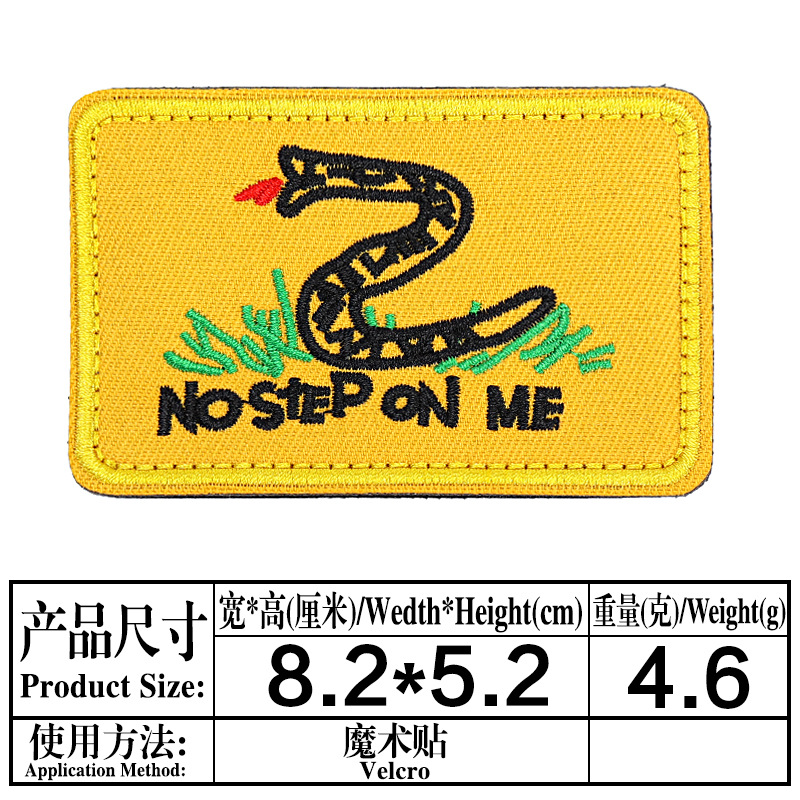 NO STEP ON ME
产品尺寸
Product Size:
宽*高(厘米)/Wedth*Height(cm)
重量(克)/Weight(g)
8.2*5.2
4.6
使用方法:
Application Method:
魔术贴
Velcro